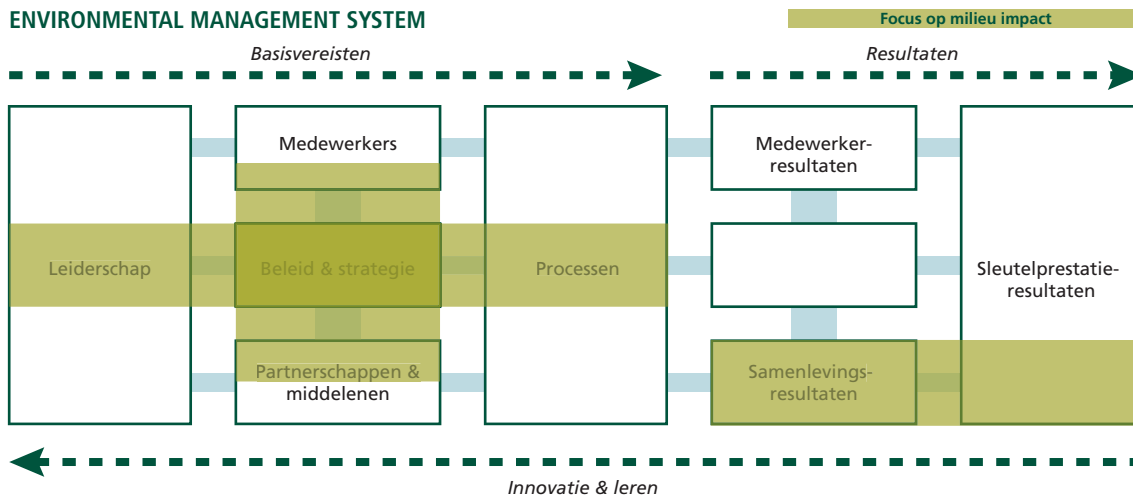 ENVIRONMENTAL MANAGEMENT SYSTEM
Focus op milieu impact
Basisvereisten
Resultaten
Medewerkers
Medewerker-
resultaten
Leiderschap
Beleid & strategie
Processen
Sleutelprestatie-
resultaten
Partnerschappen &
middelenen
Samenlevings-
resultaten
Innovatie & leren